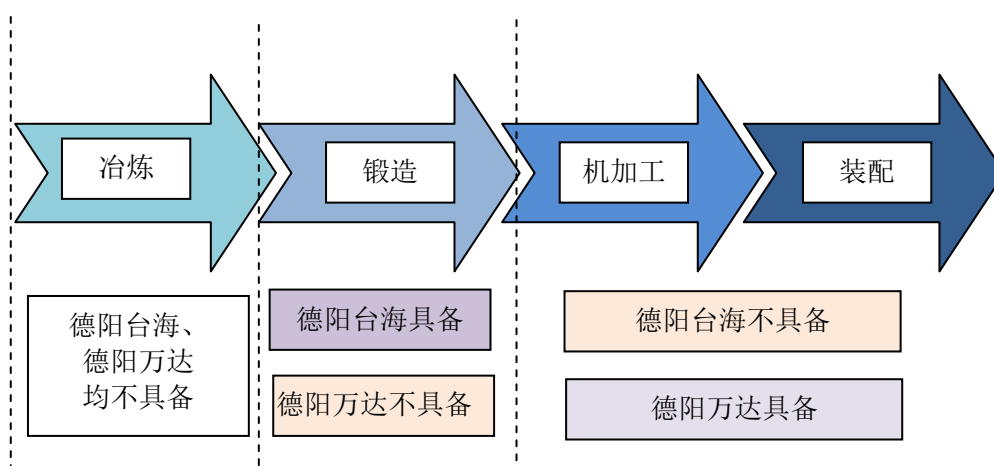 冶炼
锻造
机加工
装配
德阳台海、
德阳万达
均不具备
德阳台海具备
德阳万达不具备
德阳台海不具备
德阳万达具备